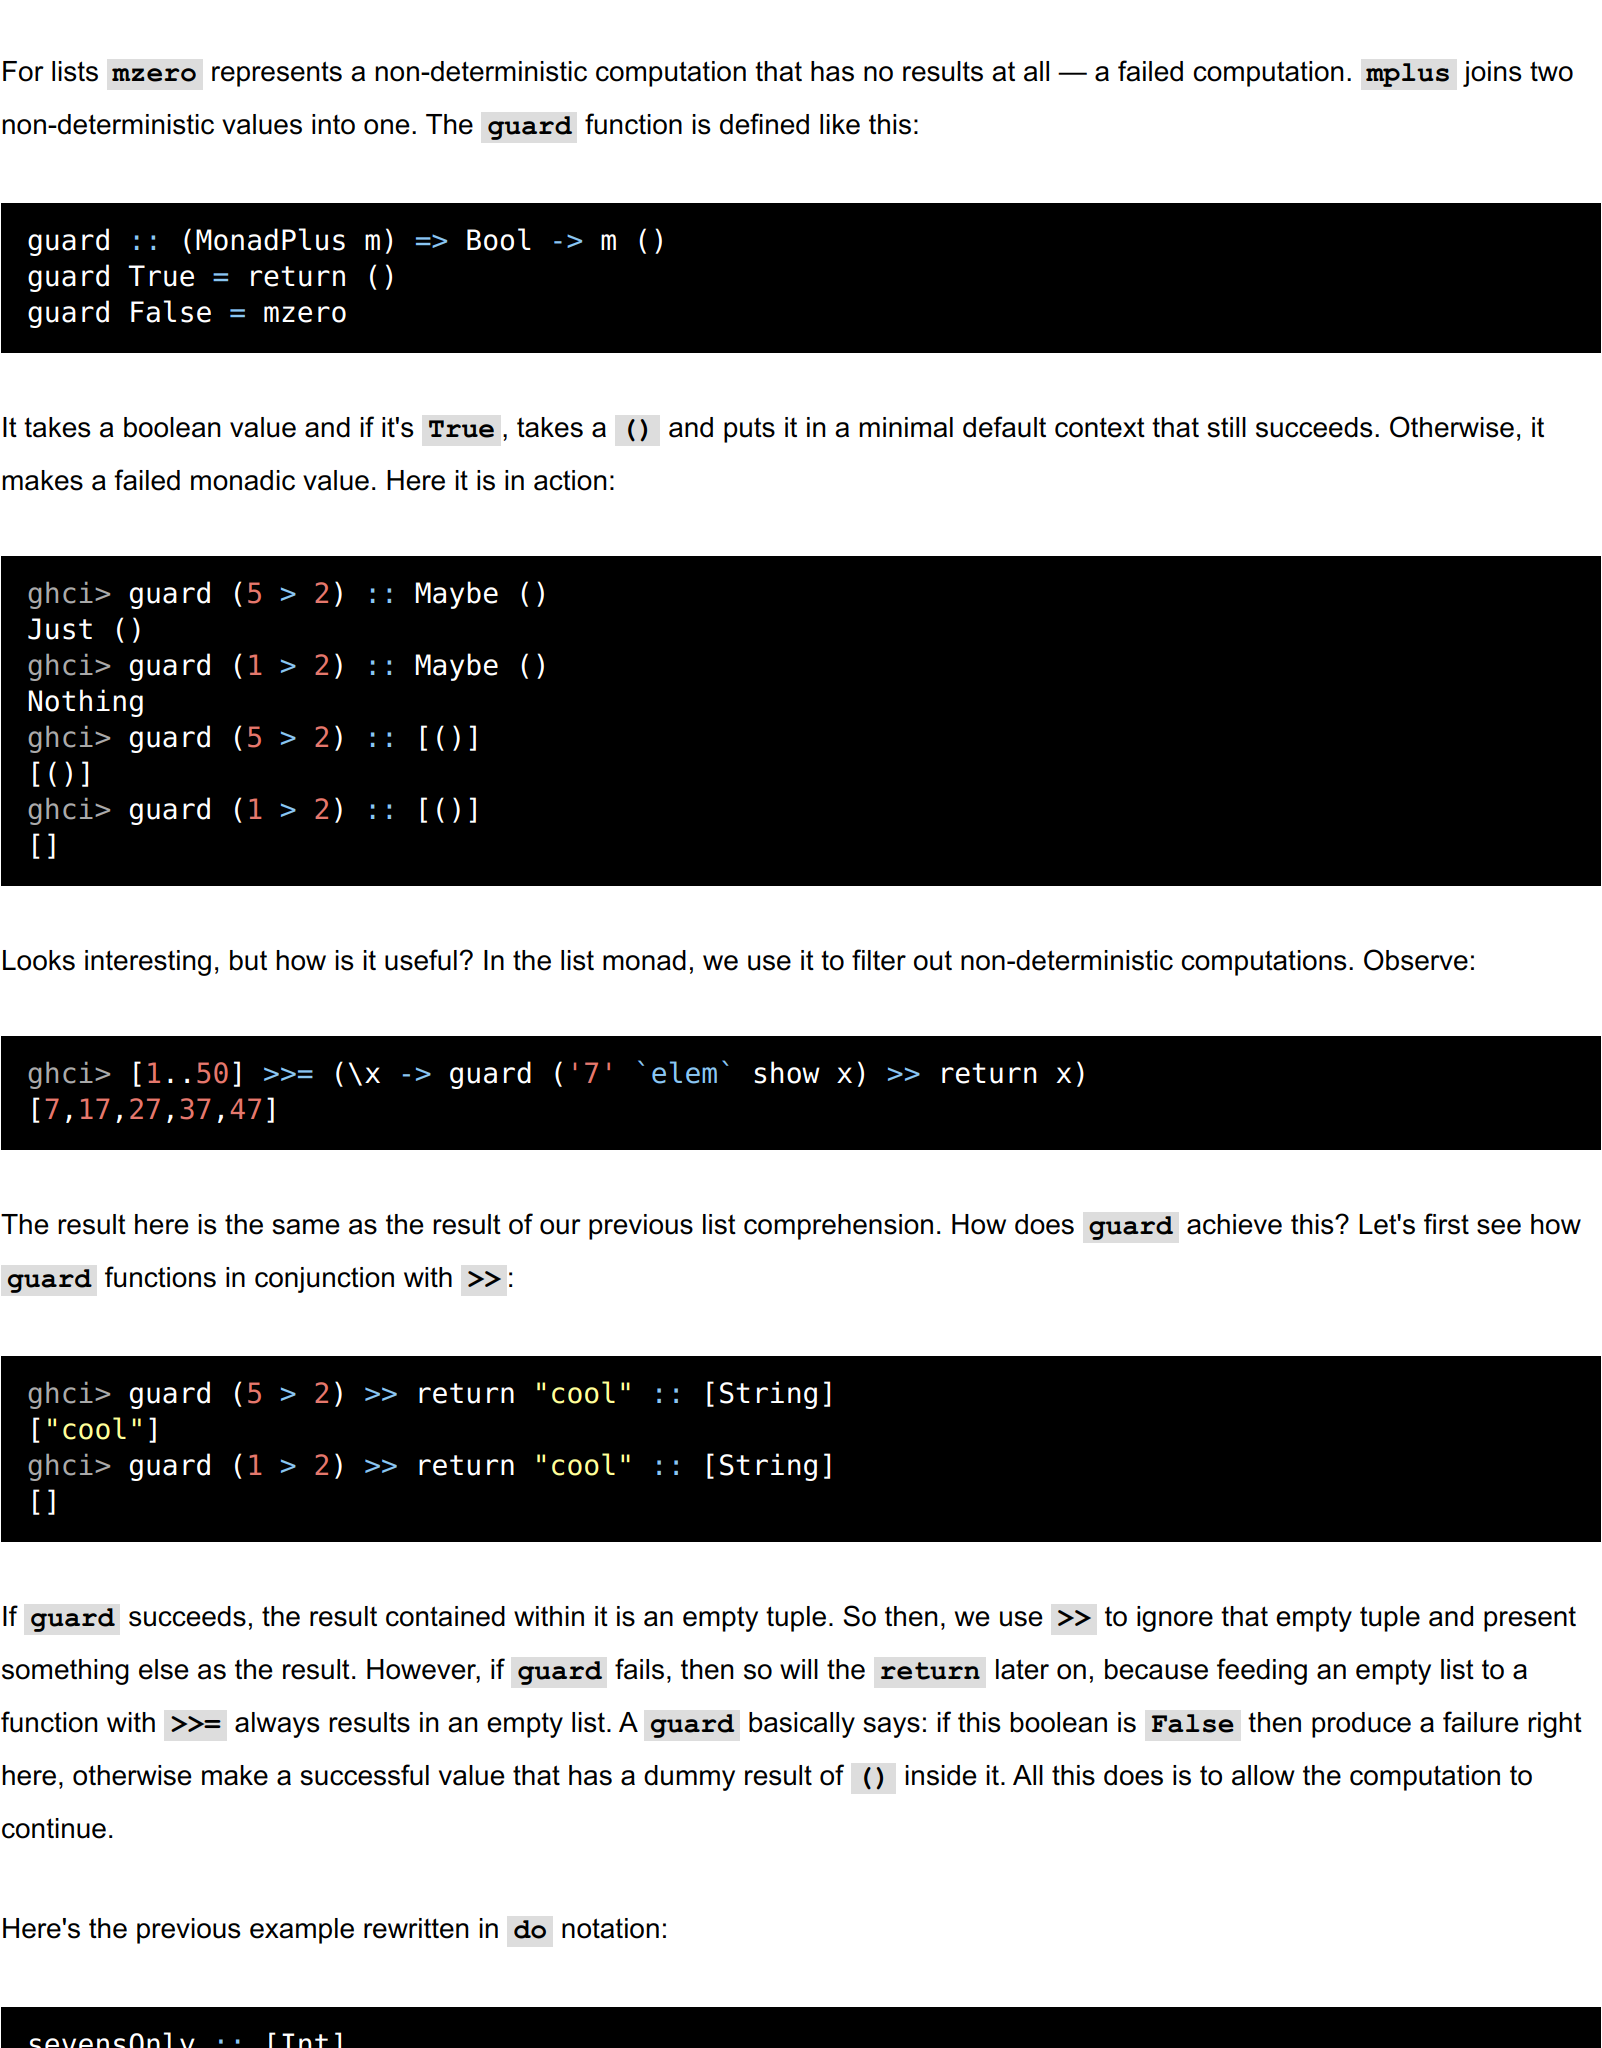 For lists mzero represents a non-deterministic computation that has no results at all — a failed computation. mplus joins two
non-deterministic values into one. The guard function is defined like this:
guard :: (MonadPlus m) => Bool -> m ()
guard True = return ()
guard False = mzero
It takes a boolean value and if it's True, takes a () and puts it in a minimal default context that still succeeds. Otherwise, it
makes a failed monadic value. Here it is in action:
ghci> guard (5 > 2) :: Maybe ()
Just ()
ghci> guard (1 > 2) :: Maybe ()
Nothing
ghci> guard (5 > 2) :: [()]
[()]
ghci> guard (1 > 2) :: [()]
[]
Looks interesting, but how is it useful? In the list monad, we use it to filter out non-deterministic computations. Observe:
ghci> [1..50] >>= (\x -> guard ('7' `elem` show x) >> return x)
[7,17,27,37,47]
The result here is the same as the result of our previous list comprehension. How does guard achieve this? Let's first see how
guard functions in conjunction with >>:
ghci> guard (5 > 2) >> return "cool" :: [String]
["cool"]
ghci> guard (1 > 2) >> return "cool" :: [String]
[]
If guard succeeds, the result contained within it is an empty tuple. So then, we use >> to ignore that empty tuple and present
something else as the result. However, if guard fails, then so will the return later on, because feeding an empty list to a
function with >>= always results in an empty list. A guard basically says: if this boolean is False then produce a failure right
here, otherwise make a successful value that has a dummy result of () inside it. All this does is to allow the computation to
continue.
Here's the previous example rewritten in do notation:
sevensOnly :: [Int]